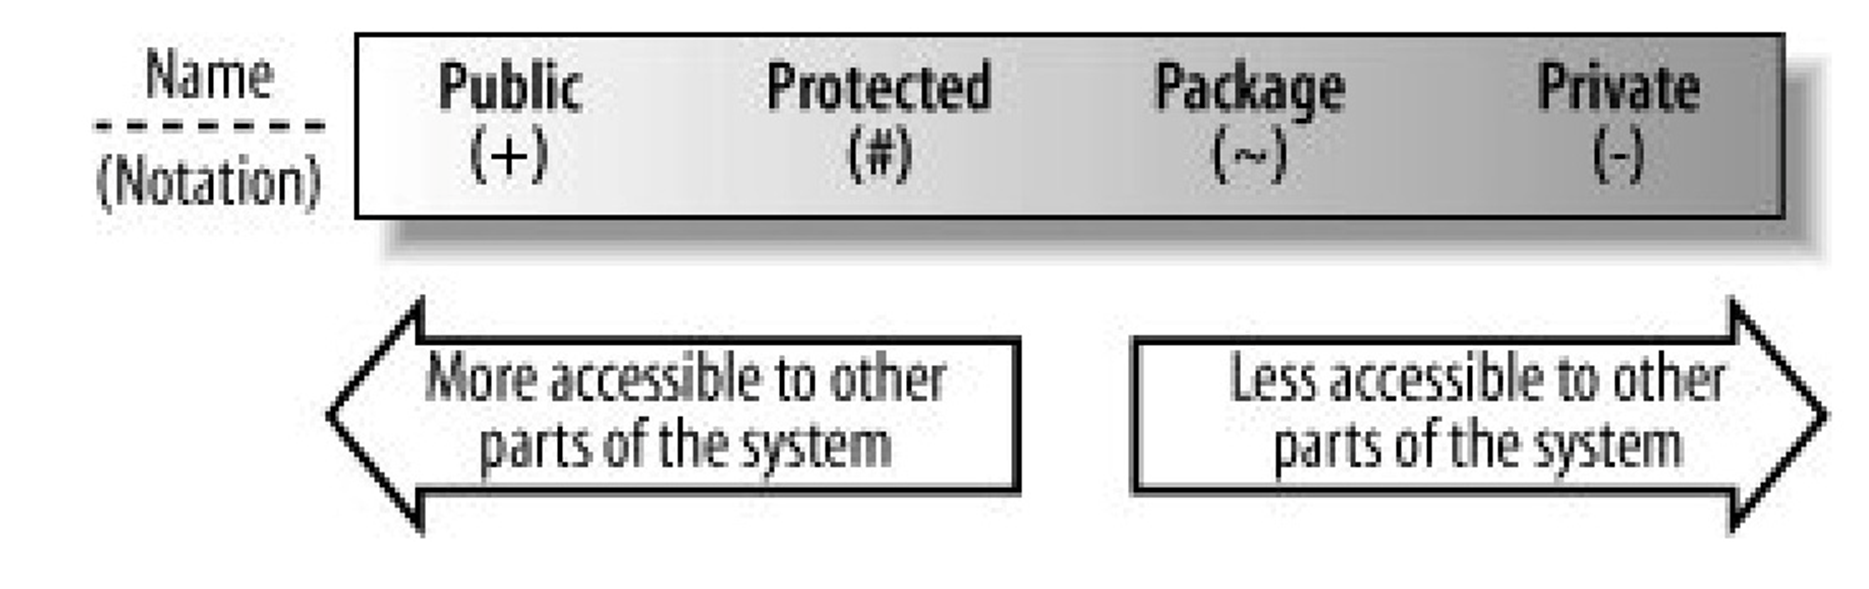 Name
(Notation)
Public Protected Package Private
(+) (#) (~) (-)
More accessible to other
parts of the system
Less accessible to other
parts of the system